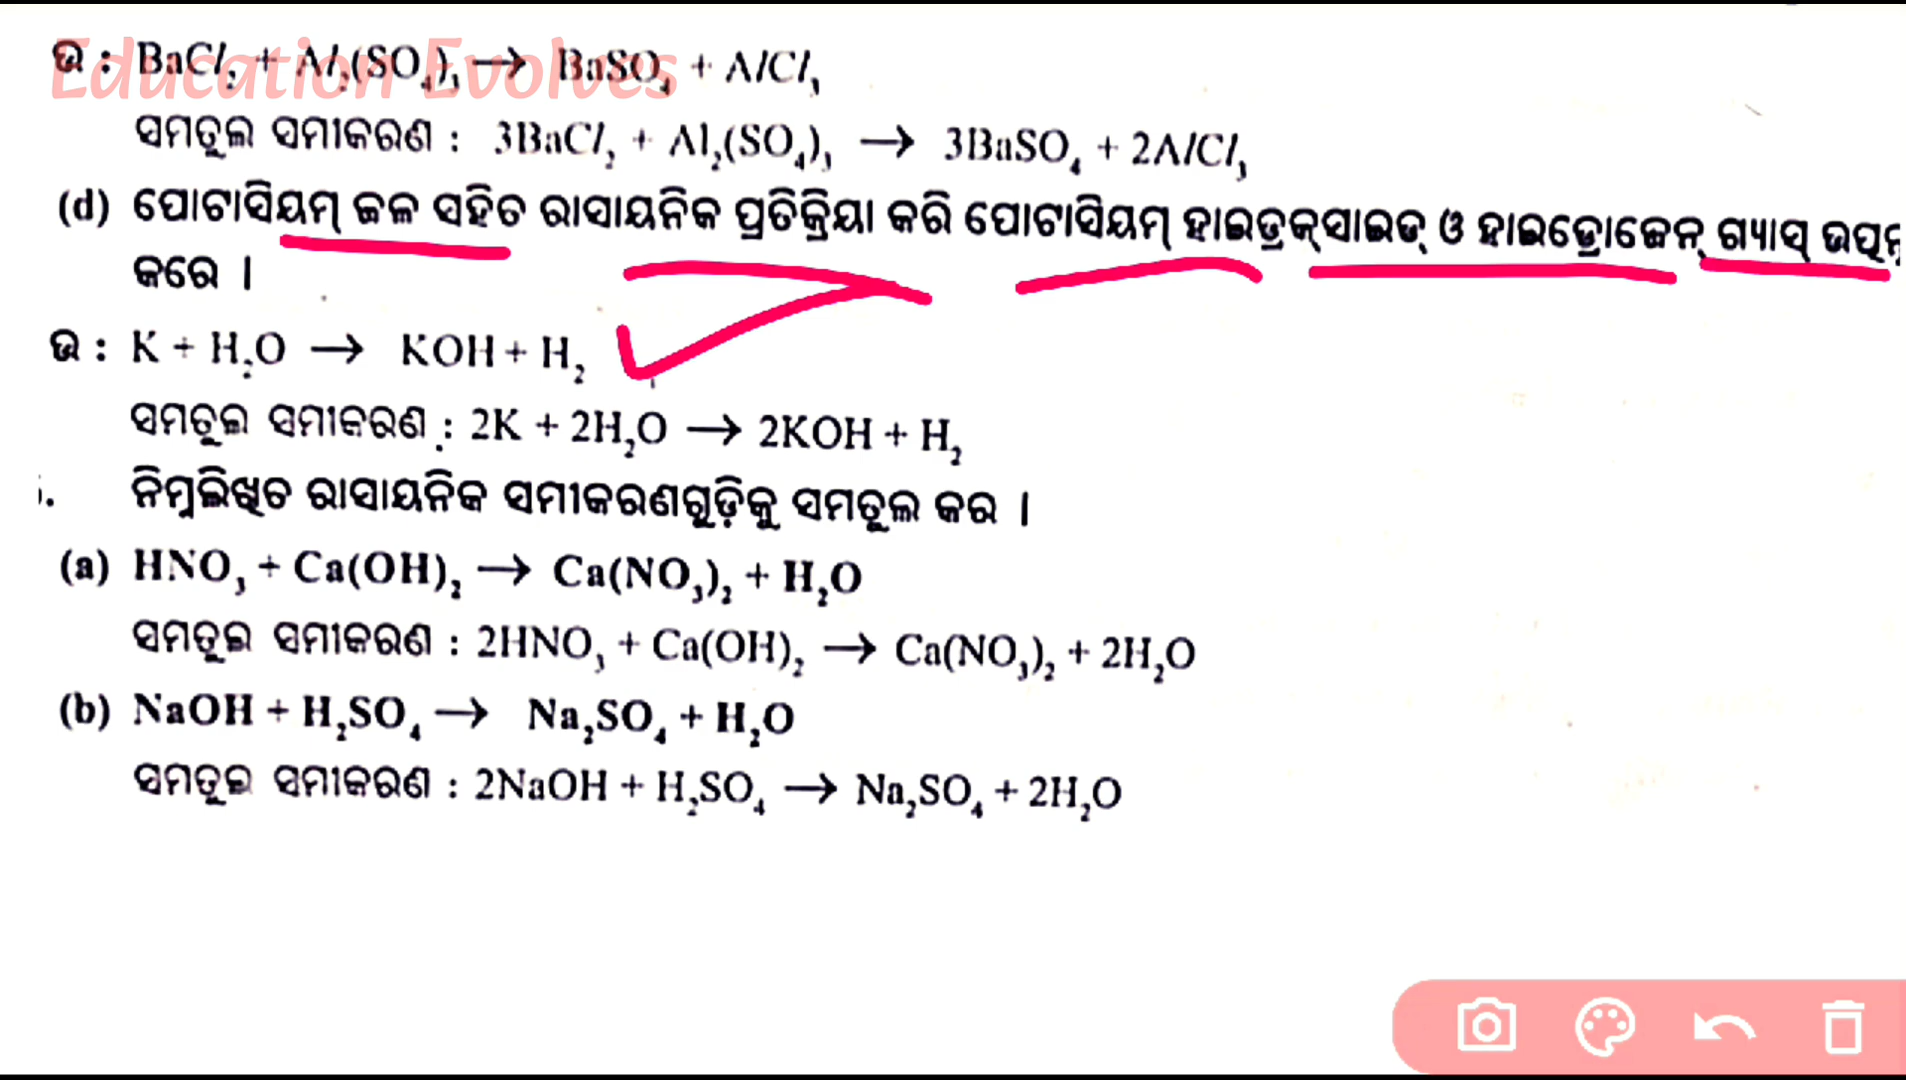 Education Evolves
ଉ : BaCl₂ + Al₂(SO₄)₃ → BaSO₄ + AlCl₃
ସମତୁଲ ସମୀକରଣ : 3BaCl₂ + Al₂(SO₄)₃ → 3BaSO₄ + 2AlCl₃
(d) ପୋଟାସିୟମ୍ ଜଳ ସହିତ ରାସାୟନିକ ପ୍ରତିକ୍ରିୟା କରି ପୋଟାସିୟମ୍ ହାଇଡ୍ରକ୍ସାଇଡ୍ ଓ ହାଇଡ୍ରୋଜେନ୍ ଗ୍ୟାସ୍ ଉତ୍ପନ୍ନ
କରେ ।
ଉ : K + H₂O → KOH + H₂
ସମତୁଲ ସମୀକରଣ : 2K + 2H₂O → 2KOH + H₂
ନିମ୍ନଲିଖିତ ରାସାୟନିକ ସମୀକରଣଗୁଡ଼ିକୁ ସମତୁଲ କର ।
(a) HNO₃ + Ca(OH)₂ → Ca(NO₃)₂ + H₂O
ସମତୁଲ ସମୀକରଣ : 2HNO₃ + Ca(OH)₂ → Ca(NO₃)₂ + 2H₂O
(b) NaOH + H₂SO₄ → Na₂SO₄ + H₂O
ସମତୁଲ ସମୀକରଣ : 2NaOH + H₂SO₄ → Na₂SO₄ + 2H₂O